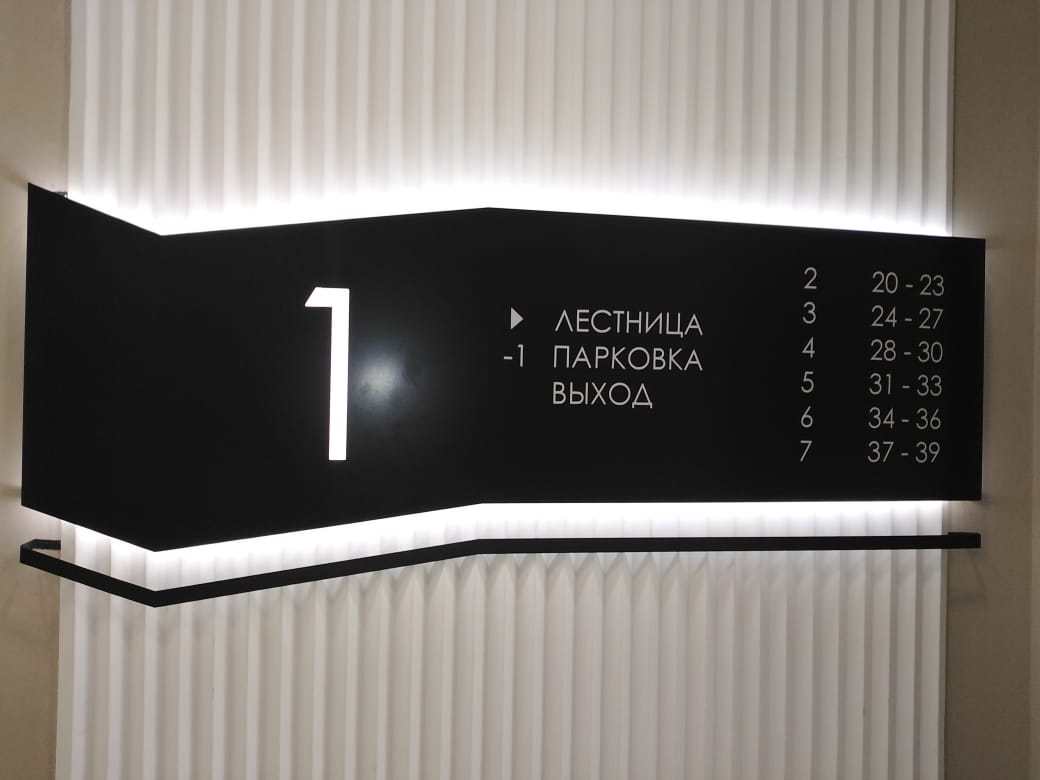 1
ЛЕСТНИЦА
-1 ПАРКОВКА
ВЫХОД
2 20 - 23
3 24 - 27
4 28 - 30
5 31 - 33
6 34 - 36
7 37 - 39